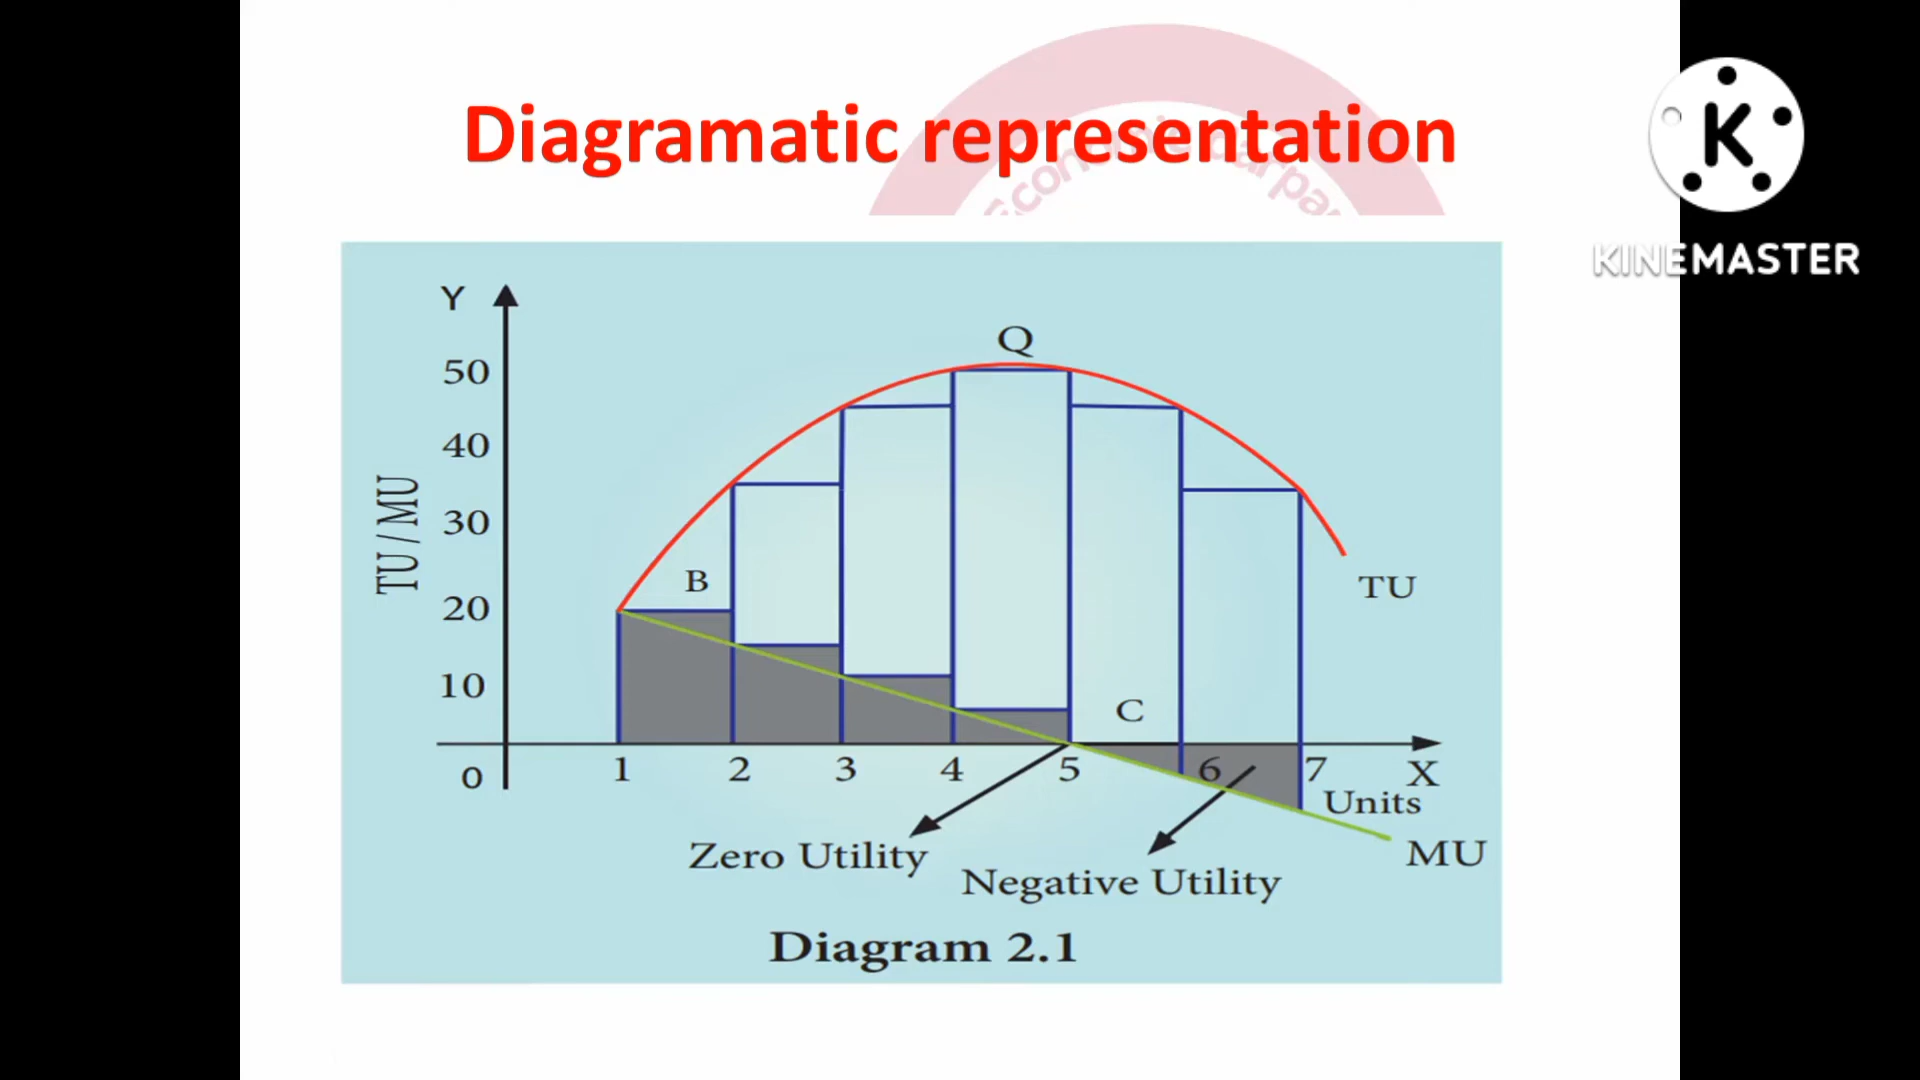 Diagramatic representation
Econom
K
KINEMASTER
Y
Q
50
40
30
20
10
0
TU / MU
B
C
TU
1 2 3 4 5 6 7 X
Units
Zero Utility
Negative Utility
MU
Diagram 2.1